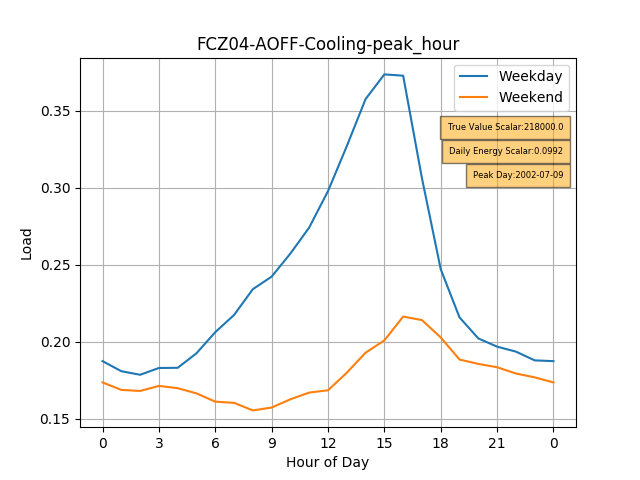 FCZ04-AOFF-Cooling-peak_hour
Weekday
Weekend
True Value Scalar:218000.0
Daily Energy Scalar:0.0992
Peak Day:2002-07-09
Load
0.35
0.30
0.25
0.20
0.15
0 3 6 9 12 15 18 21 0
Hour of Day